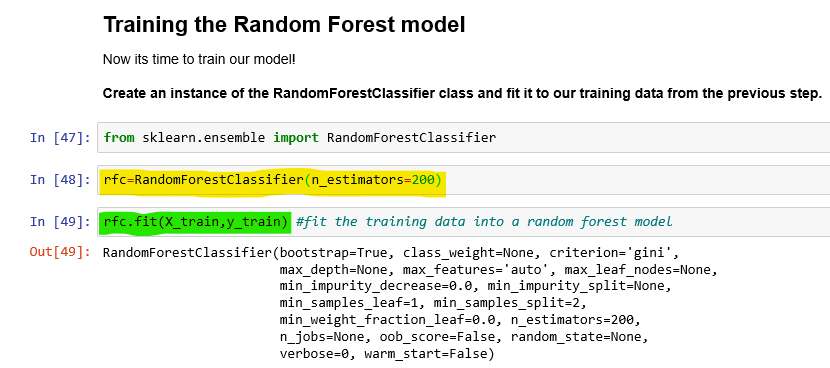 Training the Random Forest model
Now its time to train our model!
Create an instance of the RandomForestClassifier class and fit it to our training data from the previous step.
In [47]: from sklearn.ensemble import RandomForestClassifier
In [48]: rfc=RandomForestClassifier(n_estimators=200)
In [49]: rfc.fit(X_train,y_train) #fit the training data into a random forest model
Out[49]: RandomForestClassifier(bootstrap=True, class_weight=None, criterion='gini',
max_depth=None, max_features='auto', max_leaf_nodes=None,
min_impurity_decrease=0.0, min_impurity_split=None,
min_samples_leaf=1, min_samples_split=2,
min_weight_fraction_leaf=0.0, n_estimators=200,
n_jobs=None, oob_score=False, random_state=None,
verbose=0, warm_start=False)